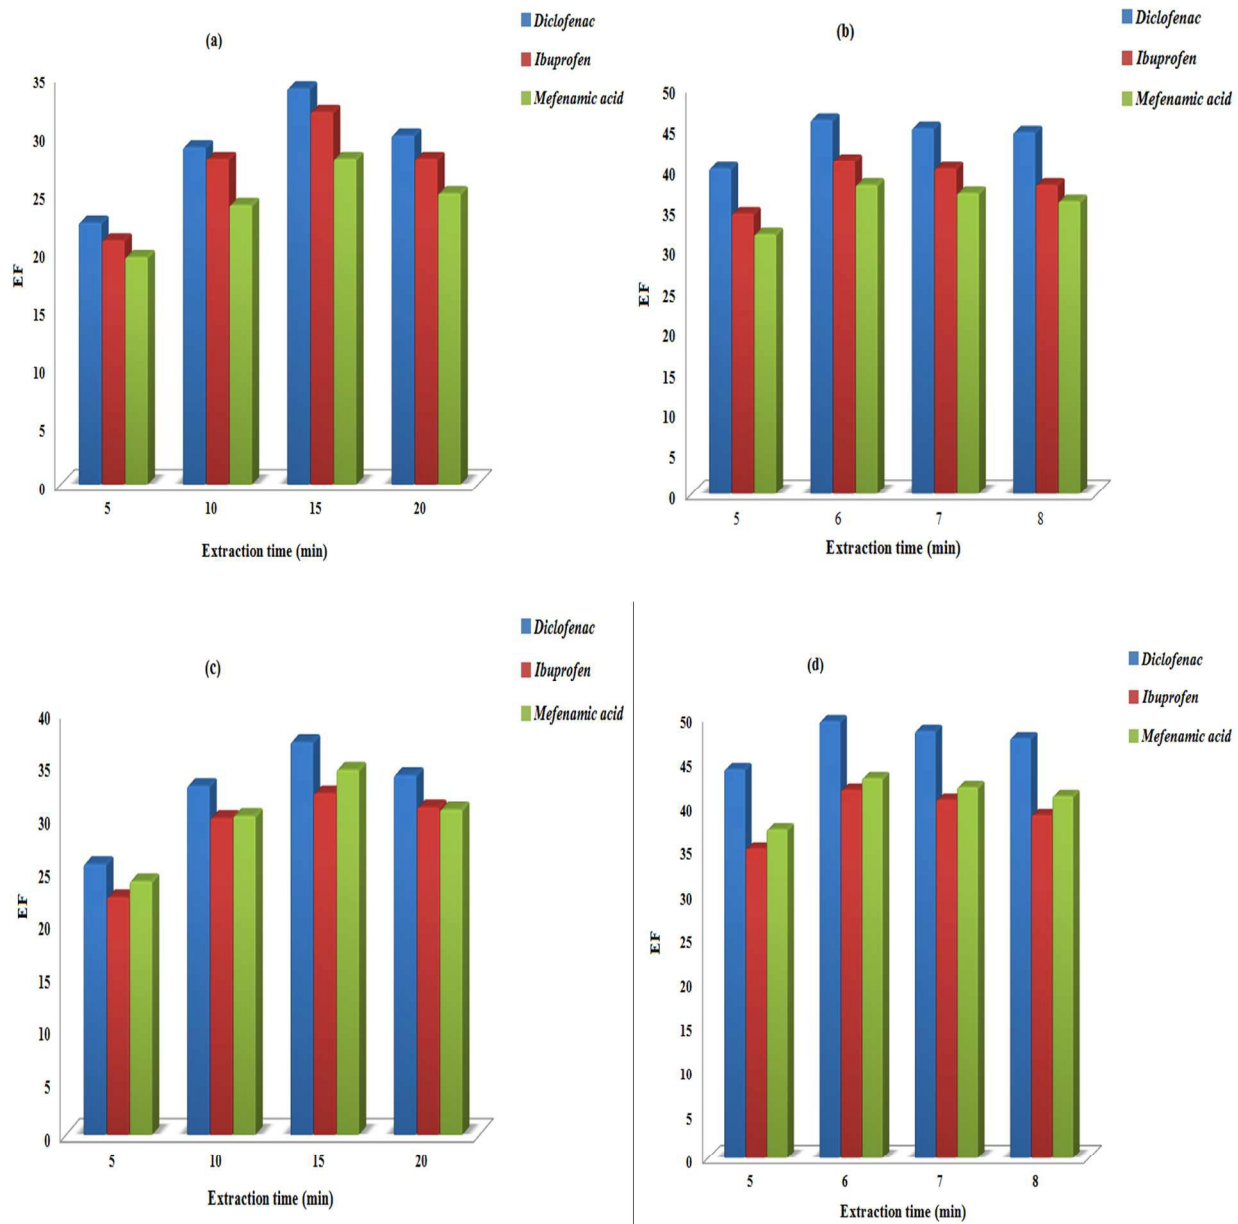 (a)
Diclofenac
Ibuprofen
Mefenamic acid
35
30
25
20
15
10
5
0
EF
5 10 15 20
Extraction time (min)
(b)
Diclofenac
Ibuprofen
Mefenamic acid
50
45
40
35
30
25
20
15
10
5
0
EF
5 6 7 8
Extraction time (min)
(c)
Diclofenac
Ibuprofen
Mefenamic acid
40
35
30
25
20
15
10
5
0
EF
5 10 15 20
Extraction time (min)
(d)
Diclofenac
Ibuprofen
Mefenamic acid
50
45
40
35
30
25
20
15
10
5
0
EF
5 6 7 8
Extraction time (min)